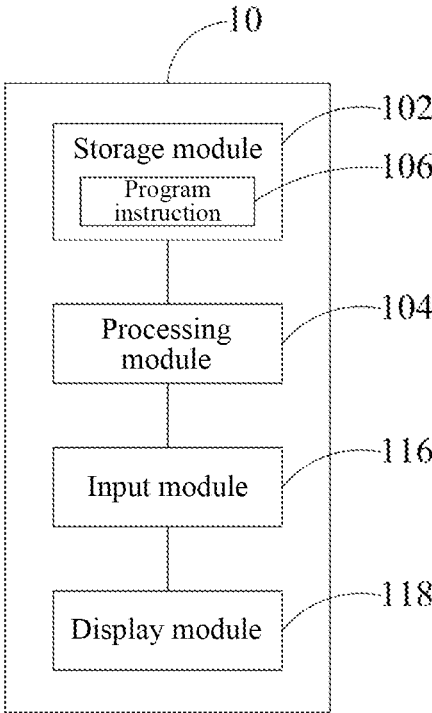 10
Storage module
102
Program
instruction
106
Processing
module
104
Input module
116
Display module
118